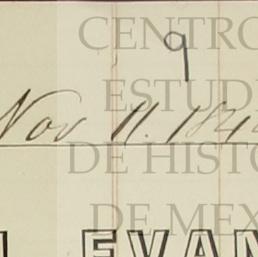 9
Nov 11. 18
EVAN
CENTRO
ESTUDI
DE HISTO
DE MEX